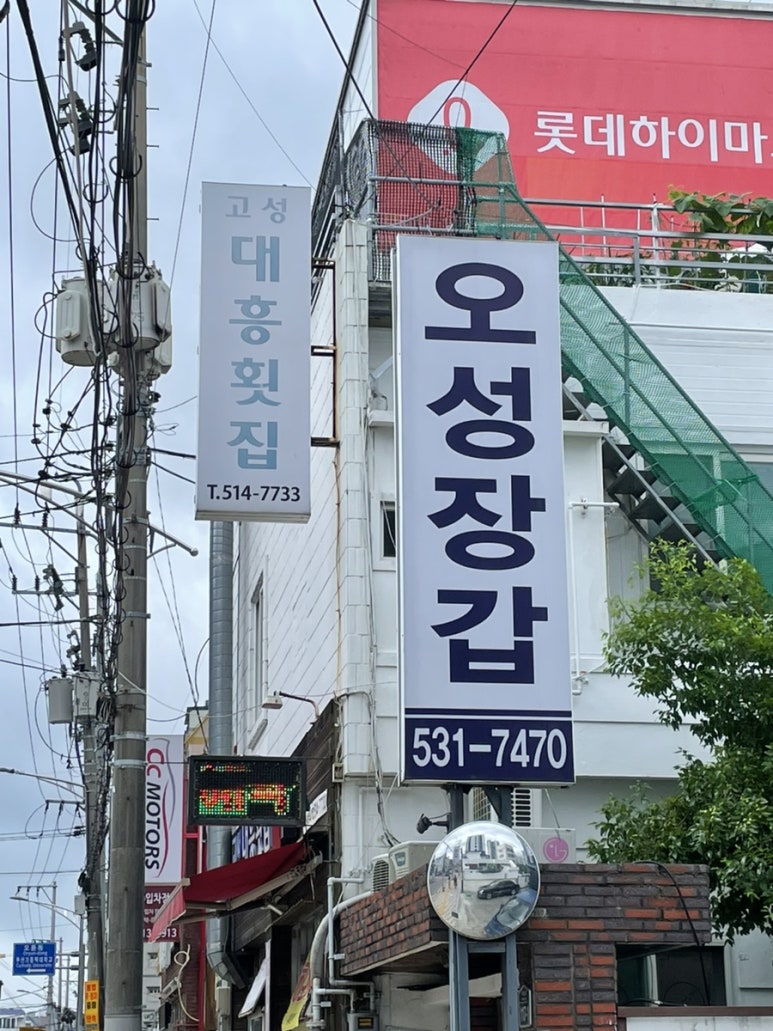 롯데하이마
고성
대흥횟집
T.514-7733
오성장갑
531-7470
CC MOTORS